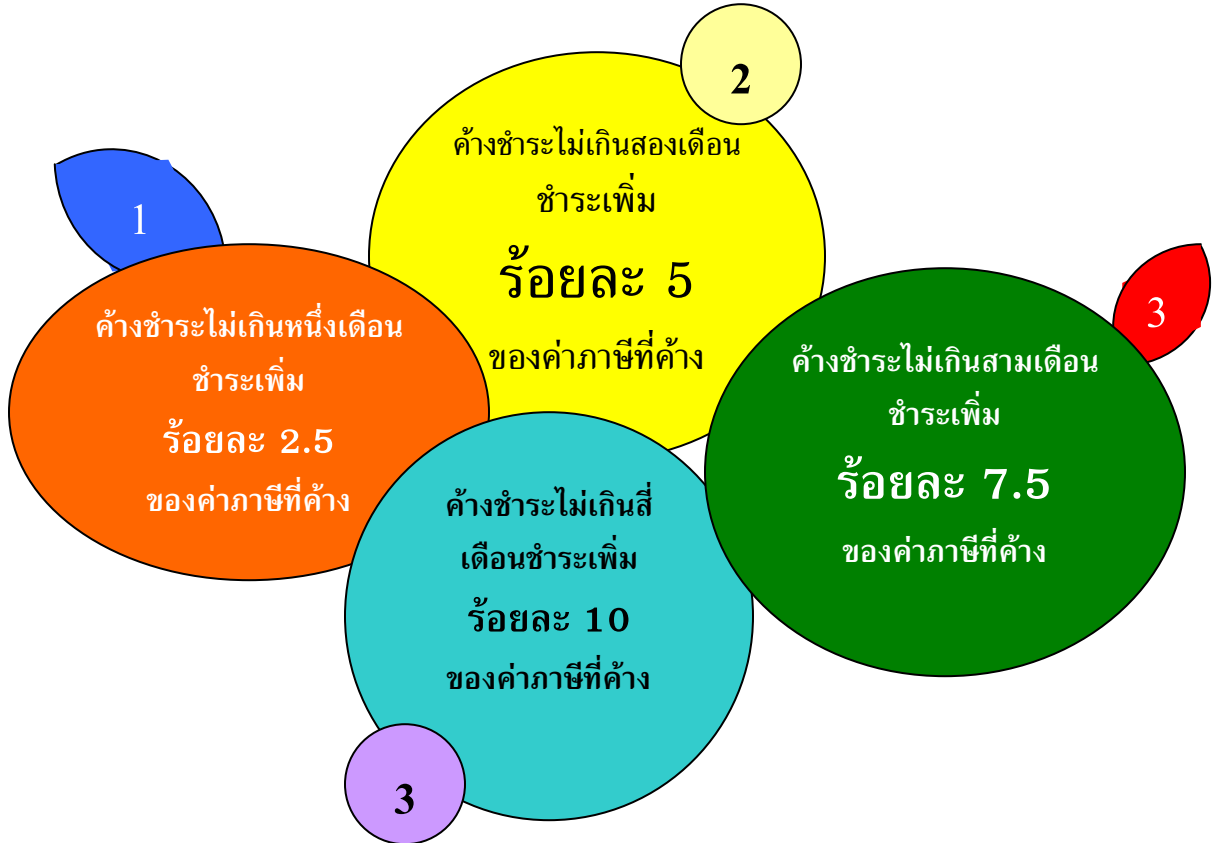 1
ค้างชำระไม่เกินหนึ่งเดือน
ชำระเพิ่ม
ร้อยละ 2.5
ของค่าภาษีที่ค้าง
2
ค้างชำระไม่เกินสองเดือน
ชำระเพิ่ม
ร้อยละ 5
ของค่าภาษีที่ค้าง
3
ค้างชำระไม่เกินสามเดือน
ชำระเพิ่ม
ร้อยละ 7.5
ของค่าภาษีที่ค้าง
ค้างชำระไม่เกินสี่
เดือนชำระเพิ่ม
ร้อยละ 10
ของค่าภาษีที่ค้าง
3